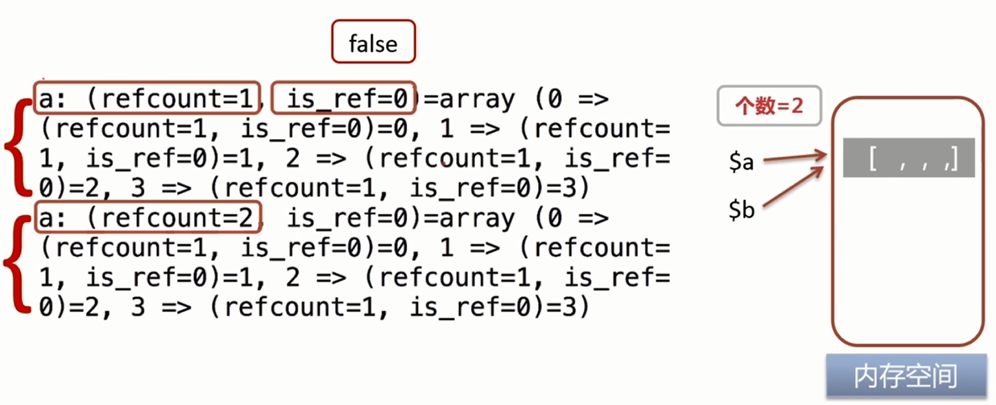 false
a: (refcount=1, is_ref=0)=array (0 =>
(refcount=1, is_ref=0)=0, 1 => (refcount=
1, is_ref=0)=1, 2 => (refcount=1, is_ref=
0)=2, 3 => (refcount=1, is_ref=0)=3)
a: (refcount=2, is_ref=0)=array (0 =>
(refcount=1, is_ref=0)=0, 1 => (refcount=
1, is_ref=0)=1, 2 => (refcount=1, is_ref=
0)=2, 3 => (refcount=1, is_ref=0)=3)
个数=2
$a
$b
[ , , ,]
内存空间